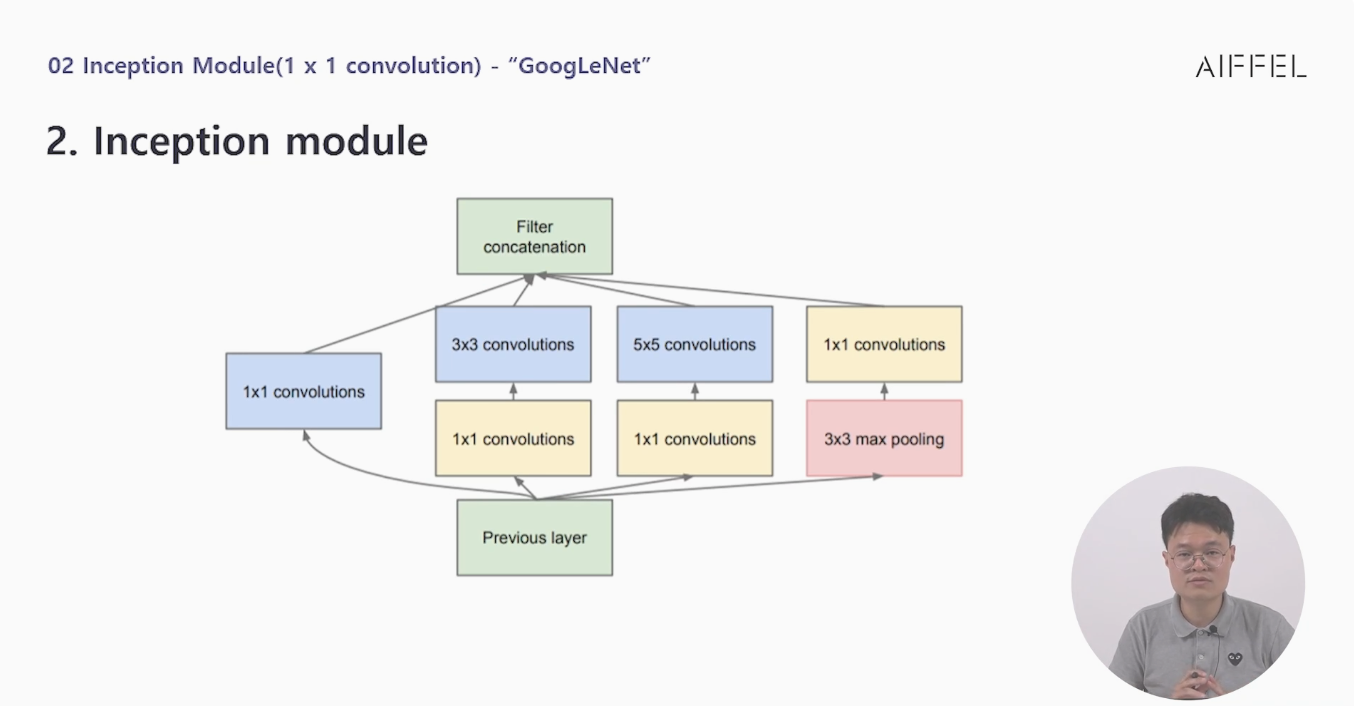 02 Inception Module(1 x 1 convolution) - “GoogLeNet”
AIFFEL
2. Inception module
Filter
concatenation
3x3 convolutions
5x5 convolutions
1x1 convolutions
1x1 convolutions
1x1 convolutions
1x1 convolutions
3x3 max pooling
Previous layer